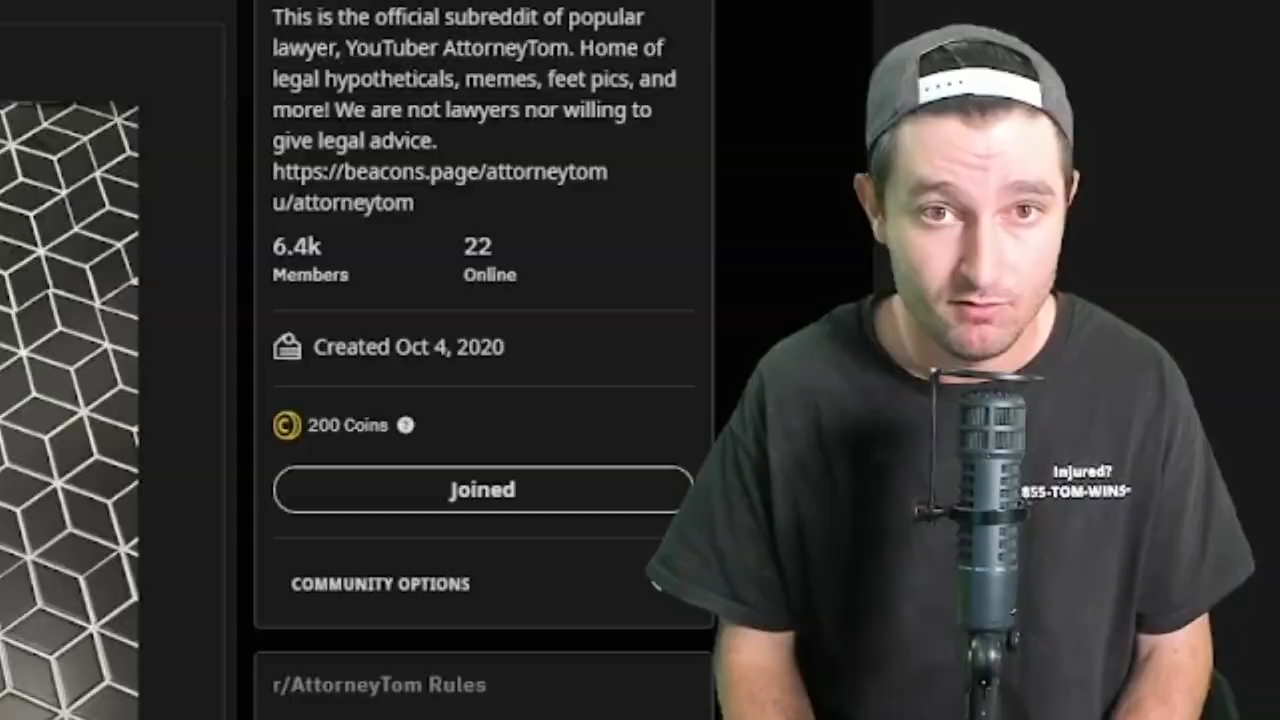 This is the official subreddit of popular
lawyer, YouTuber AttorneyTom. Home of
legal hypotheticals, memes, feet pics, and
more! We are not lawyers nor willing to
give legal advice.
https://beacons.page/attorneytom
u/attorneytom
6.4k 22
Members Online
Created Oct 4, 2020
200 Coins
Joined
Injured?
855-TOM-WINS-
COMMUNITY OPTIONS
r/AttorneyTom Rules